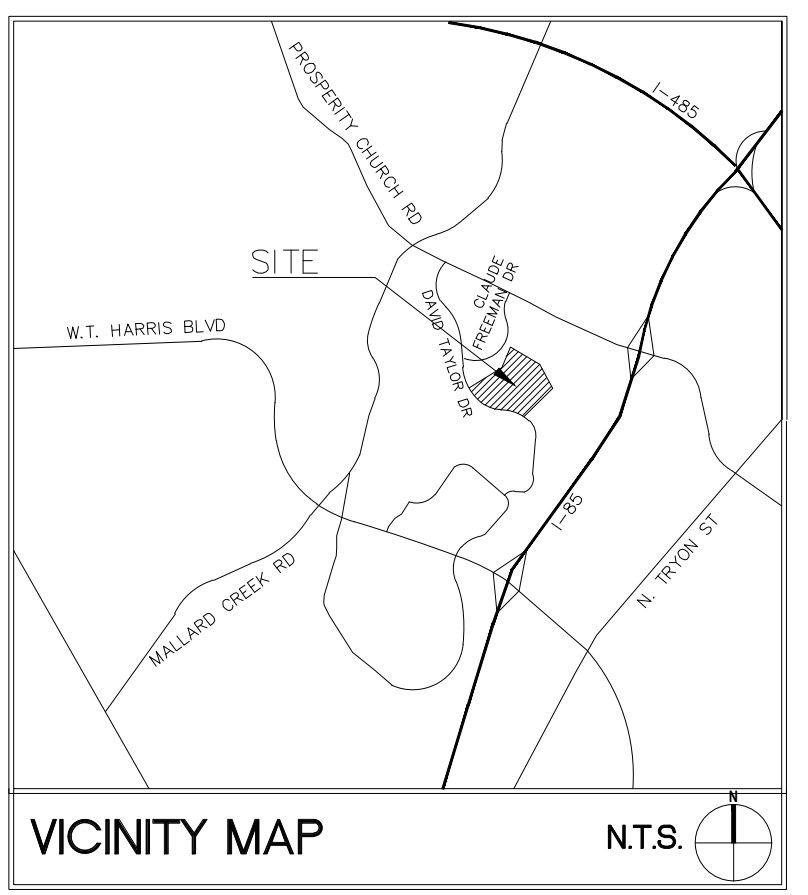 I-485
PROSPERITY CHURCH RD
SITE
CLAUDE
FREEMAN DR
DAVID TAYLOR DR
W.T. HARRIS BLVD
I-85
N. TRYON ST
MALLARD CREEK RD
VICINITY MAP
N.T.S.
N